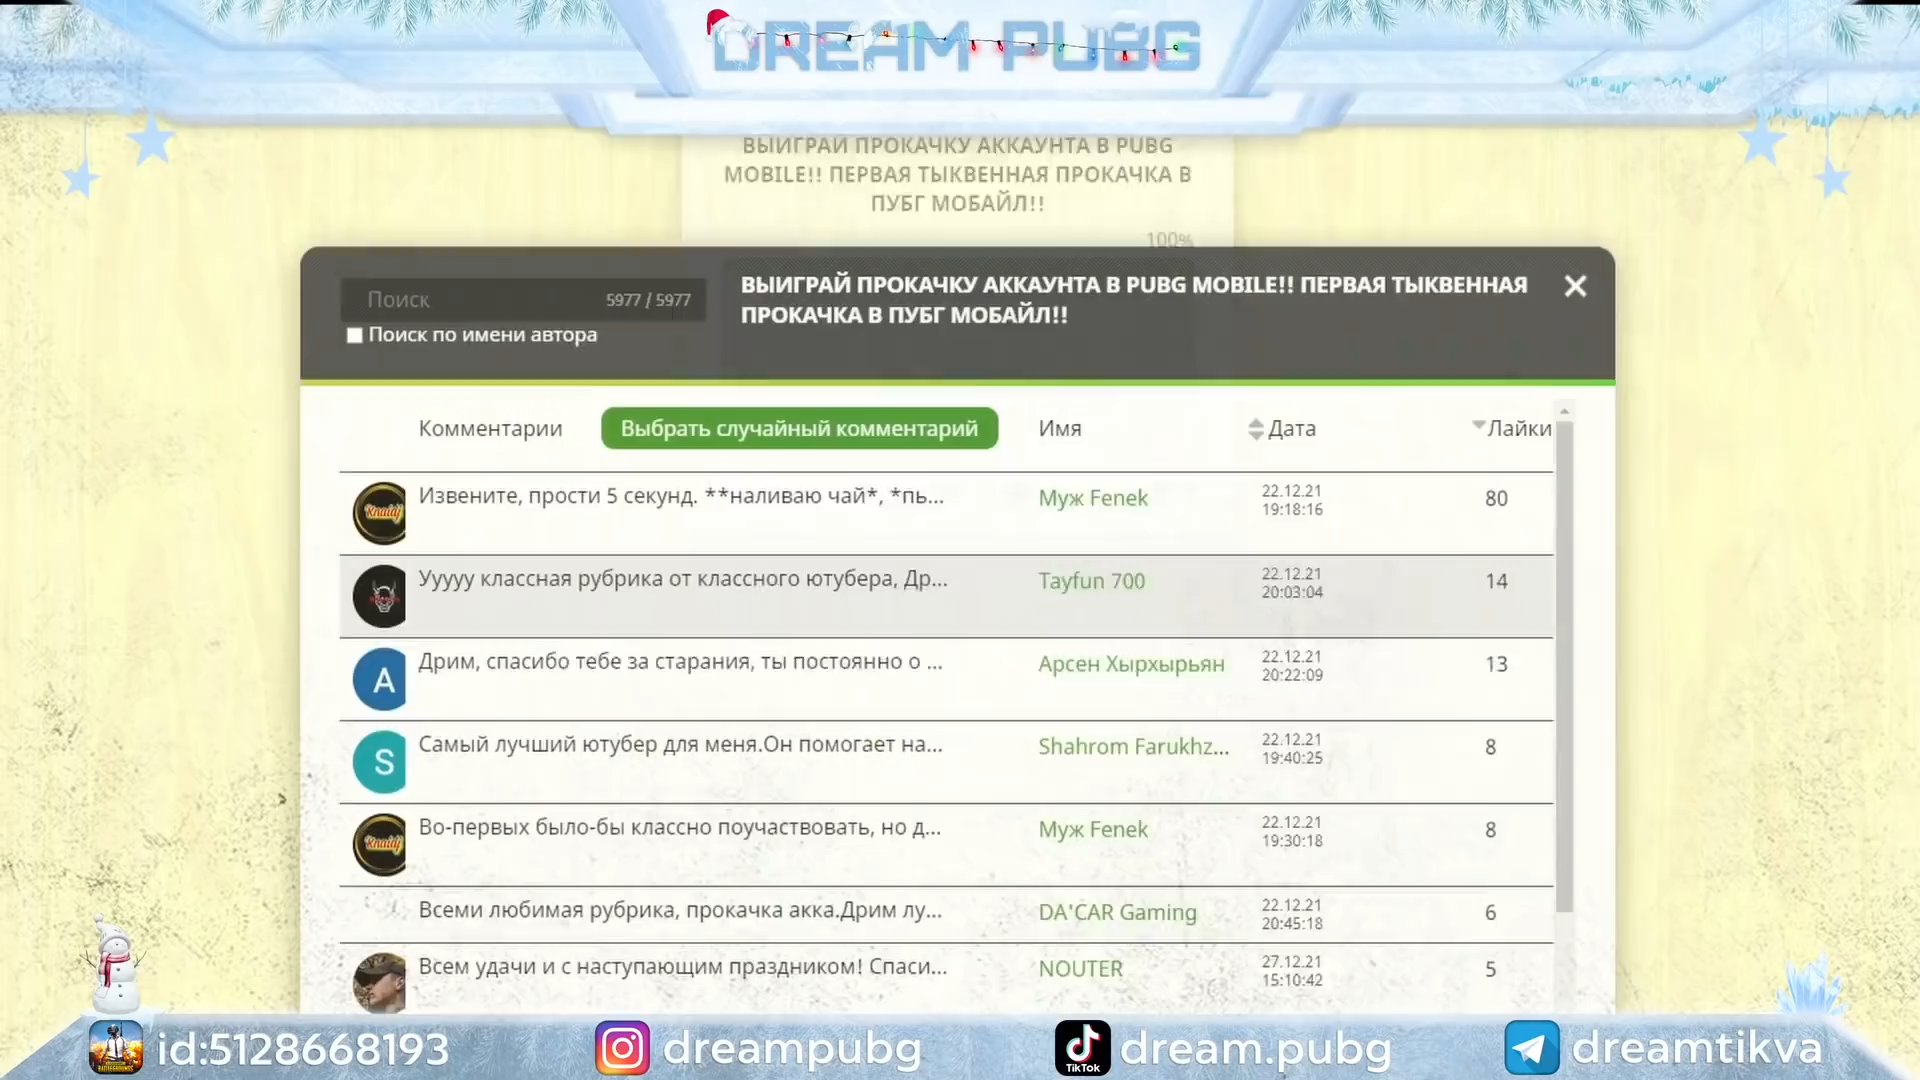 DREAM PUBG
ВЫИГРАЙ ПРОКАЧКУ АККАУНТА В PUBG
MOBILE!! ПЕРВАЯ ТЫКВЕННАЯ ПРОКАЧКА В
ПУБГ МОБАЙЛ!!
100%
Поиск 5977 / 5977
Поиск по имени автора
ВЫИГРАЙ ПРОКАЧКУ АККАУНТА В PUBG MOBILE!! ПЕРВАЯ ТЫКВЕННАЯ
ПРОКАЧКА В ПУБГ МОБАЙЛ!!
Комментарии Выбрать случайный комментарий Имя Дата Лайки
Извените, прости 5 секунд. **наливаю чай*, *пь... Муж Fenek 22.12.21 80
19:18:16
Ууууу классная рубрика от классного ютубера, Др... Tayfun 700 22.12.21 14
20:03:04
A Дрим, спасибо тебе за старания, ты постоянно о ... Арсен Хырхырьян 22.12.21 13
20:22:09
S Самый лучший ютубер для меня.Он помогает на... Shahrom Farukhz... 22.12.21 8
19:40:25
Во-первых было-бы классно поучаствовать, но д... Муж Fenek 22.12.21 8
19:30:18
Всеми любимая рубрика, прокачка акка.Дрим лу... DA'CAR Gaming 22.12.21 6
20:45:18
Всем удачи и с наступающим праздником! Спаси... NOUTER 27.12.21 5
15:10:42
id:5128668193 dreampubg TikTok dream.pubg dreamtikva